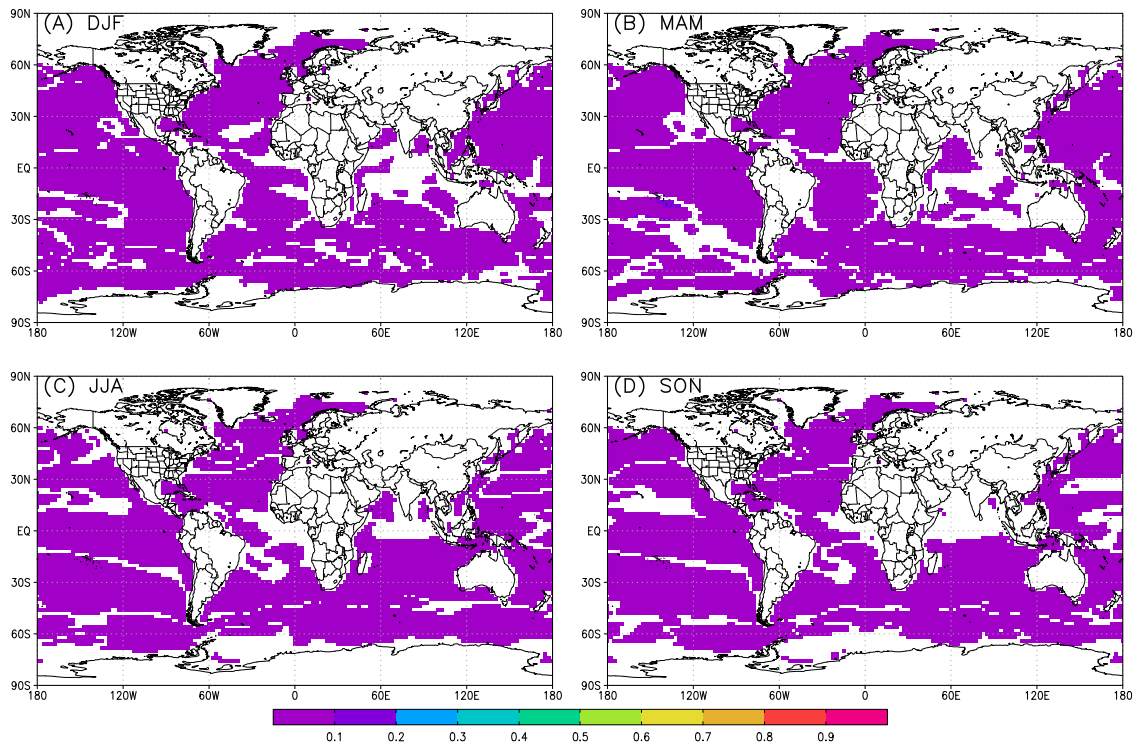 (A) DJF
90N
60N
30N
EQ
30S
60S
90S
180 120W 60W 0 60E 120E 180
(B) MAM
90N
60N
30N
EQ
30S
60S
90S
180 120W 60W 0 60E 120E 180
(C) JJA
90N
60N
30N
EQ
30S
60S
90S
180 120W 60W 0 60E 120E 180
(D) SON
90N
60N
30N
EQ
30S
60S
90S
180 120W 60W 0 60E 120E 180
0.1 0.2 0.3 0.4 0.5 0.6 0.7 0.8 0.9